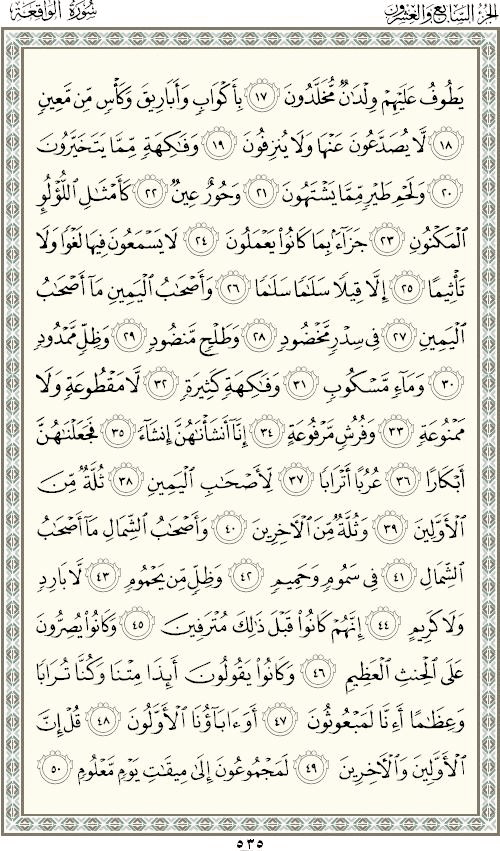 الجزء السابع والعشرون سورة الواقعة
يَطُوفُ عَلَيْهِمْ وِلْدَٰنٌ مُّخَلَّدُونَ ١٧ بِأَكْوَابٍ وَأَبَارِيقَ وَكَأْسٍ مِّن مَّعِينٍ
١٨ لَّا يُصَدَّعُونَ عَنْهَا وَلَا يُنزِفُونَ ١٩ وَفَٰكِهَةٍ مِّمَّا يَتَخَيَّرُونَ
٢٠ وَلَحْمِ طَيْرٍ مِّمَّا يَشْتَهُونَ ٢١ وَحُورٌ عِينٌ ٢٢ كَأَمْثَٰلِ ٱللُّؤْلُؤِ
ٱلْمَكْنُونِ ٢٣ جَزَآءًۢ بِمَا كَانُوا۟ يَعْمَلُونَ ٢٤ لَا يَسْمَعُونَ فِيهَا لَغْوًا وَلَا
تَأْثِيمًا ٢٥ إِلَّا قِيلًا سَلَٰمًا سَلَٰمًا ٢٦ وَأَصْحَٰبُ ٱلْيَمِينِ مَآ أَصْحَٰبُ
ٱلْيَمِينِ ٢٧ فِى سِدْرٍ مَّخْضُودٍ ٢٨ وَطَلْحٍ مَّنضُودٍ ٢٩ وَظِلٍّ مَّمْدُودٍ
٣٠ وَمَآءٍ مَّسْكُوبٍ ٣١ وَفَٰكِهَةٍ كَثِيرَةٍ ٣٢ لَّا مَقْطُوعَةٍ وَلَا
مَمْنُوعَةٍ ٣٣ وَفُرُشٍ مَّرْفُوعَةٍ ٣٤ إِنَّآ أَنشَأْنَٰهُنَّ إِنشَآءً ٣٥ فَجَعَلْنَٰهُنَّ
أَبْكَارًا ٣٦ عُرُبًا أَتْرَابًا ٣٧ لِّأَصْحَٰبِ ٱلْيَمِينِ ٣٨ ثُلَّةٌ مِّنَ
ٱلْأَوَّلِينَ ٣٩ وَثُلَّةٌ مِّنَ ٱلْءَاخِرِينَ ٤٠ وَأَصْحَٰبُ ٱلشِّمَالِ مَآ أَصْحَٰبُ
ٱلشِّمَالِ ٤١ فِى سَمُومٍ وَحَمِيمٍ ٤٢ وَظِلٍّ مِّن يَحْمُومٍ ٤٣ لَّا بَارِدٍ
وَلَا كَرِيمٍ ٤٤ إِنَّهُمْ كَانُوا۟ قَبْلَ ذَٰلِكَ مُتْرَفِينَ ٤٥ وَكَانُوا۟ يُصِرُّونَ
عَلَى ٱلْحِنثِ ٱلْعَظِيمِ ٤٦ وَكَانُوا۟ يَقُولُونَ أَئِذَا مِتْنَا وَكُنَّا تُرَابًا
وَعِظَٰمًا أَءِنَّا لَمَبْعُوثُونَ ٤٧ أَوَءَابَآؤُنَا ٱلْأَوَّلُونَ ٤٨ قُلْ إِنَّ
ٱلْأَوَّلِينَ وَٱلْءَاخِرِينَ ٤٩ لَمَجْمُوعُونَ إِلَىٰ مِيقَٰتِ يَوْمٍ مَّعْلُومٍ ٥٠
٥٣٥